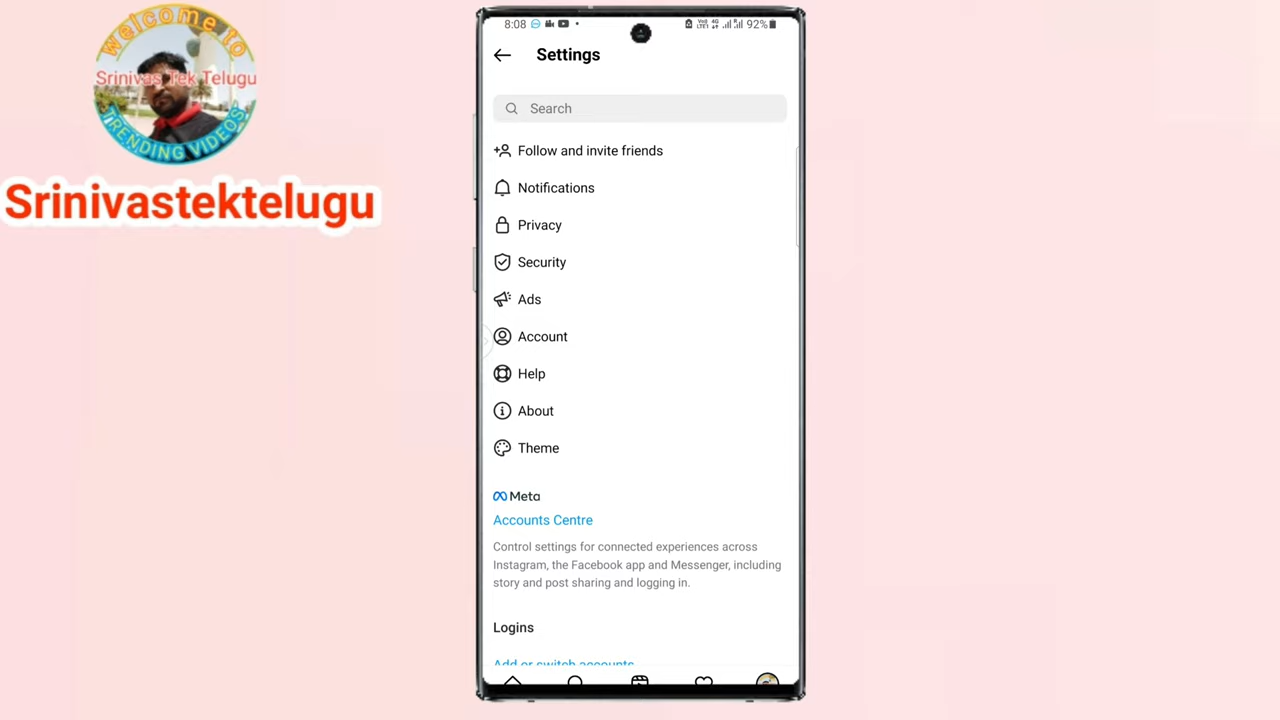 welcome to
Srinivas Tek Telugu
TRENDING VIDEOS
Srinivastektelugu
8:08
92%
Settings
Search
Follow and invite friends
Notifications
Privacy
Security
Ads
Account
Help
About
Theme
Meta
Accounts Centre
Control settings for connected experiences across
Instagram, the Facebook app and Messenger, including
story and post sharing and logging in.
Logins
Add or switch accounts